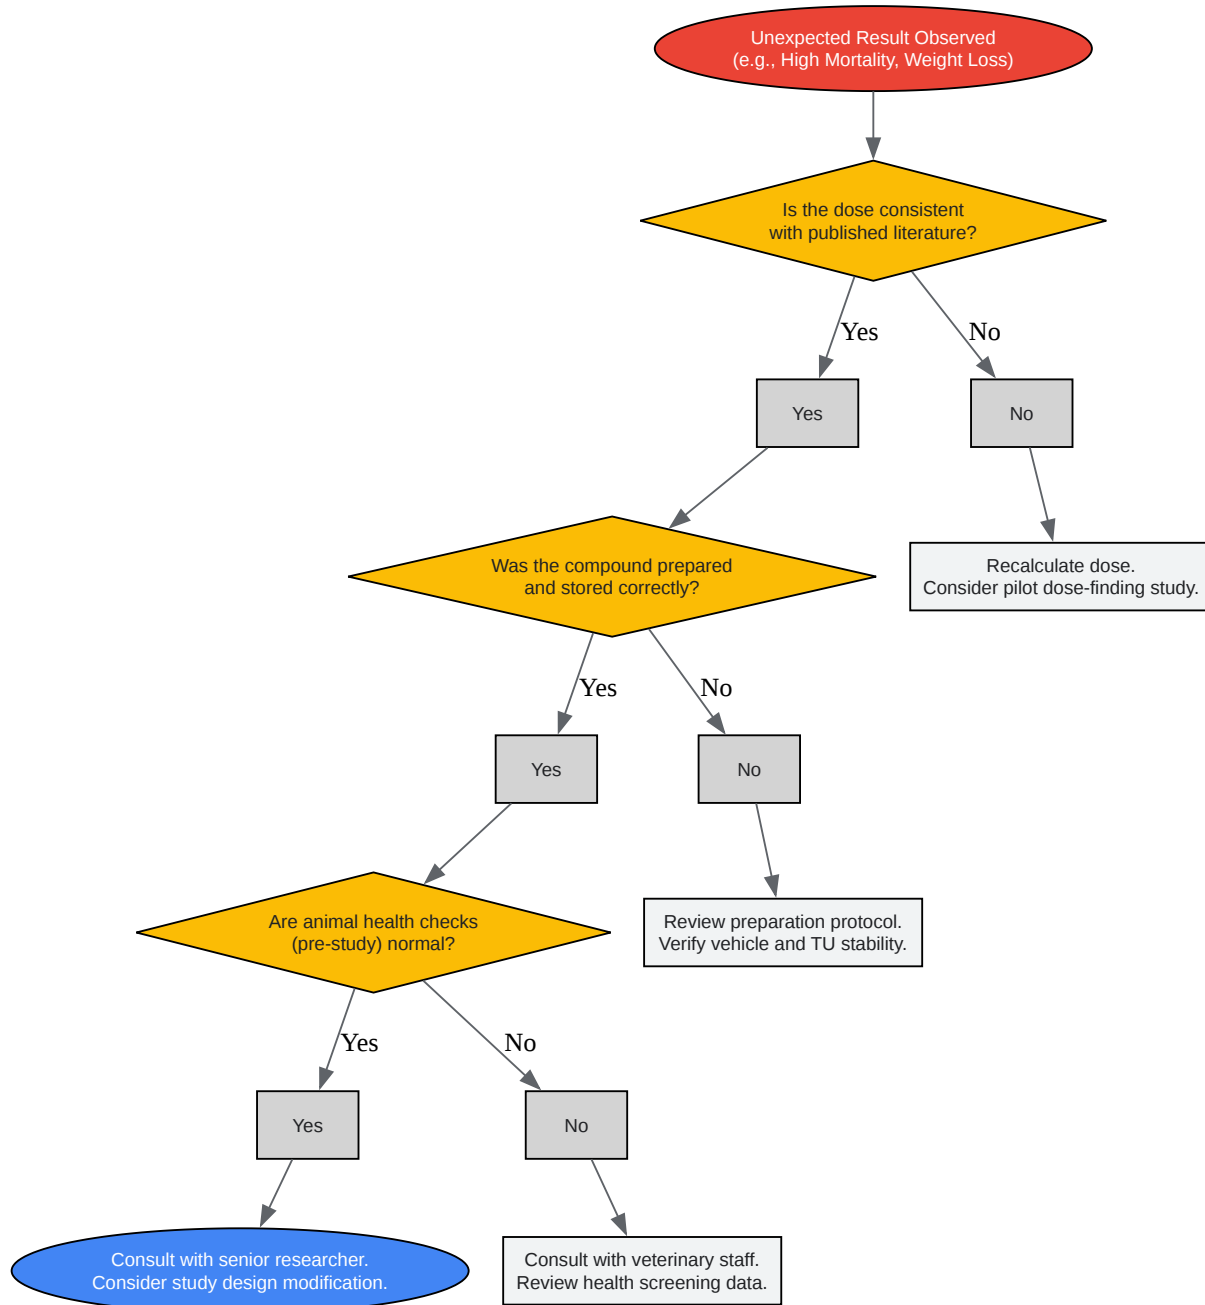 Unexpected Result Observed
(e.g., High Mortality, Weight Loss)
Is the dose consistent
with published literature?
Yes
No
Yes
No
Was the compound prepared
and stored correctly?
Recalculate dose.
Consider pilot dose-finding study.
Yes
No
Yes
No
Are animal health checks
(pre-study) normal?
Review preparation protocol.
Verify vehicle and TU stability.
Yes
No
Yes
No
Consult with senior researcher.
Consider study design modification.
Consult with veterinary staff.
Review health screening data.